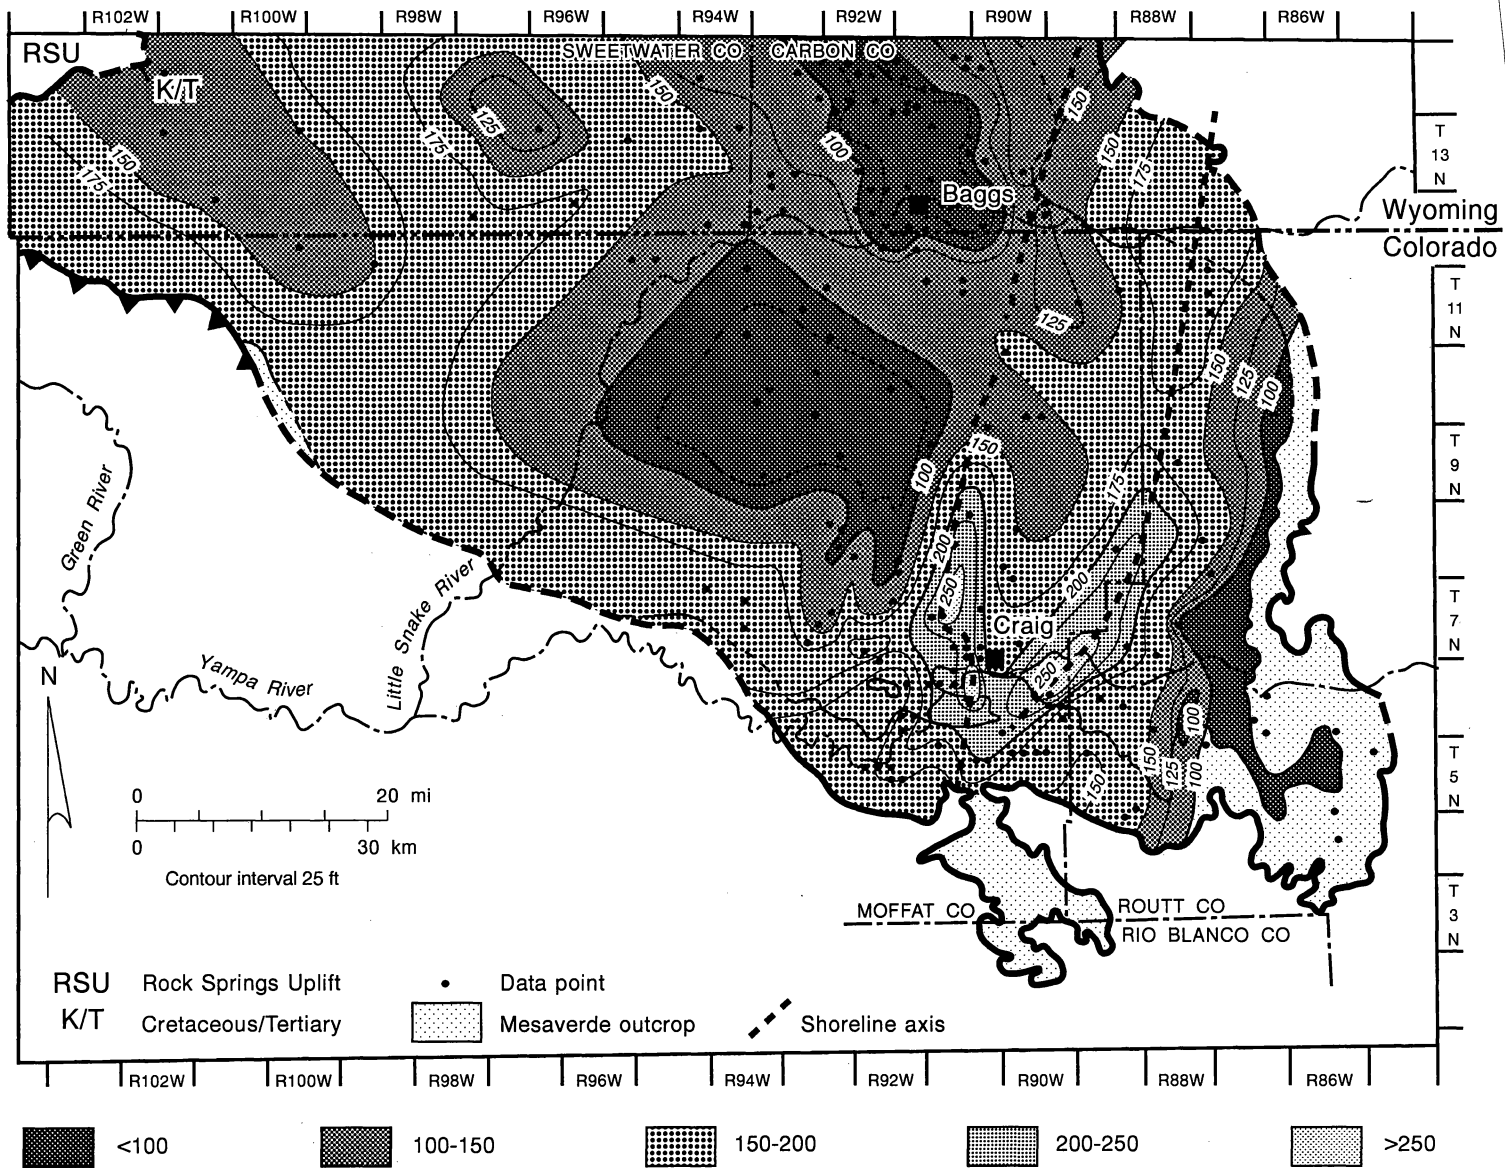 R102W R100W R98W R96W R94W R92W R90W R88W R86W
RSU
SWEETWATER CO CARBON CO
K/T
150
125
175
150
175
100
150
150
175
T
13
N
Baggs
Wyoming
Colorado
T
11
N
125
150
125
100
T
9
N
150
100
175
200
200
250
250
Craig
T
7
N
Green River
Little Snake River
Yampa River
N
100
150
125
100
150
T
5
N
0 20 mi
0 30 km
Contour interval 25 ft
MOFFAT CO
ROUTT CO
RIO BLANCO CO
T
3
N
RSU Rock Springs Uplift
Data point
K/T Cretaceous/Tertiary
Mesaverde outcrop
Shoreline axis
R102W R100W R98W R96W R94W R92W R90W R88W R86W
<100 100-150 150-200 200-250 >250